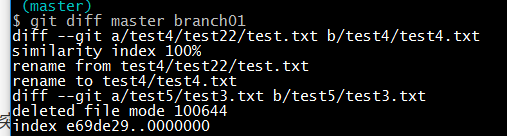 (master)
$ git diff master branch01
diff --git a/test4/test22/test.txt b/test4/test4.txt
similarity index 100%
rename from test4/test22/test.txt
rename to test4/test4.txt
diff --git a/test5/test3.txt b/test5/test3.txt
deleted file mode 100644
index e69de29..0000000